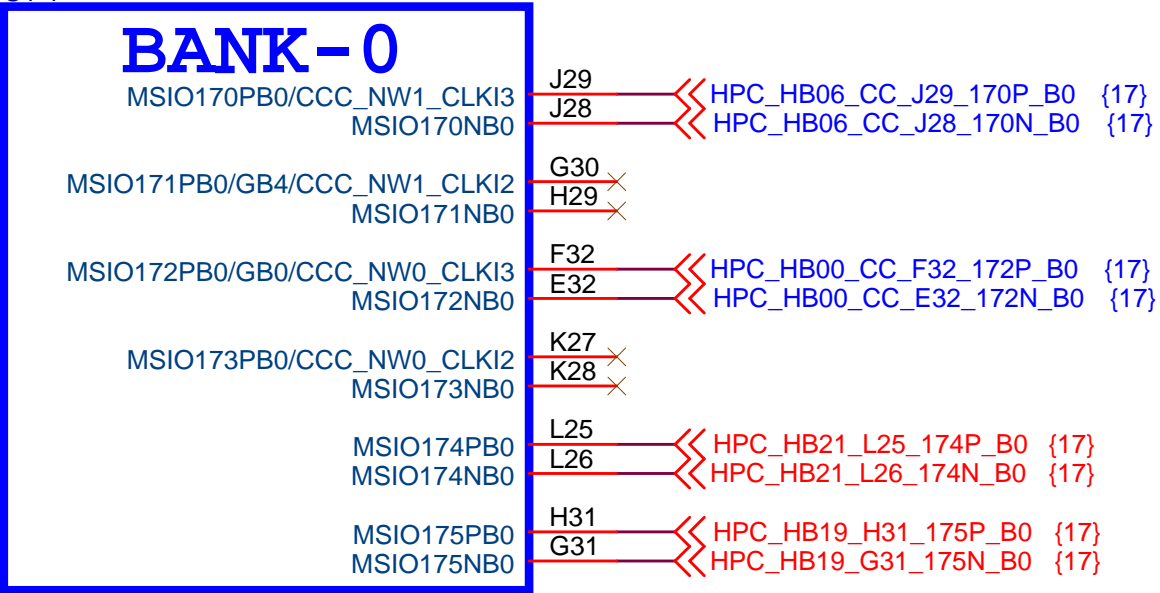 BANK-0
MSIO170PB0/CCC_NW1_CLKI3 J29 HPC_HB06_CC_J29_170P_B0 {17}
MSIO170NB0 J28 HPC_HB06_CC_J28_170N_B0 {17}
MSIO171PB0/GB4/CCC_NW1_CLKI2 G30
MSIO171NB0 H29
MSIO172PB0/GB0/CCC_NW0_CLKI3 F32 HPC_HB00_CC_F32_172P_B0 {17}
MSIO172NB0 E32 HPC_HB00_CC_E32_172N_B0 {17}
MSIO173PB0/CCC_NW0_CLKI2 K27
MSIO173NB0 K28
MSIO174PB0 L25 HPC_HB21_L25_174P_B0 {17}
MSIO174NB0 L26 HPC_HB21_L26_174N_B0 {17}
MSIO175PB0 H31 HPC_HB19_H31_175P_B0 {17}
MSIO175NB0 G31 HPC_HB19_G31_175N_B0 {17}